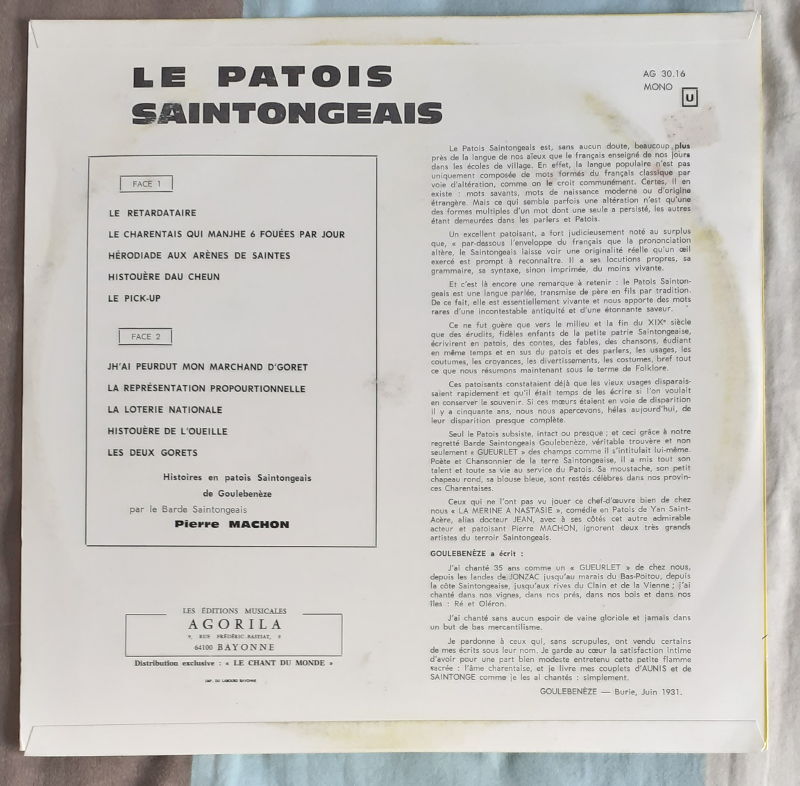 LE PATOIS
SAINTONGEAIS
AG 30.16
MONO
U
FACE 1
LE RETARDATAIRE
LE CHARENTAIS QUI MANJHE 6 FOUÉES PAR JOUR
HÉRODIADE AUX ARÈNES DE SAINTES
HISTOUÈRE DAU CHEUN
LE PICK-UP
FACE 2
JH'AI PEURDUT MON MARCHAND D'GORET
LA REPRÉSENTATION PROPOURTIONNELLE
LA LOTERIE NATIONALE
HISTOUÈRE DE L'OUEILLE
LES DEUX GORETS
Histoires en patois Saintongeais
de Goulebenèze
par le Barde Saintongeais
Pierre MACHON
LES ÉDITIONS MUSICALES
AGORILA
9, RUE FRÉDÉRIC-BASTIAT, 9
64100 BAYONNE
Distribution exclusive : « LE CHANT DU MONDE »
IMP. DU LABOURD BAYONNE
Le Patois Saintongeais est, sans aucun doute, beaucoup plus
près de la langue de nos aïeux que le français enseigné de nos jours
dans les écoles de village. En effet, la langue populaire n'est pas
uniquement composée de mots formés du français classique par
voie d'altération, comme on le croit communément. Certes, il en
existe : mots savants, mots de naissance moderne ou d'origine
étrangère. Mais ce qui semble parfois une altération n'est qu'une
des formes multiples d'un mot dont une seule a persisté, les autres
étant demeurées dans les parlers et Patois.
Un excellent patoisant, a fort judicieusement noté au surplus
que, « par-dessous l'enveloppe du français que la prononciation
altère, le Saintongeais laisse voir une originalité réelle qu'un œil
exercé est prompt à reconnaître. Il a ses locutions propres, sa
grammaire, sa syntaxe, sinon imprimée, du moins vivante.
Et c'est là encore une remarque à retenir : le Patois Sainton-
geais est une langue parlée, transmise de père en fils par tradition.
De ce fait, elle est essentiellement vivante et nous apporte des mots
rares d'une incontestable antiquité et d'une étonnante saveur.
Ce ne fut guère que vers le milieu et la fin du XIXe siècle
que des érudits, fidèles enfants de la petite patrie Saintongeaise,
écrivirent en patois, des contes, des fables, des chansons, étudiant
en même temps et en sus du patois et des parlers, les usages, les
coutumes, les croyances, les divertissements, les costumes, bref tout
ce que nous résumons maintenant sous le terme de Folklore.
Ces patoisants constataient déjà que les vieux usages disparais-
saient rapidement et qu'il était temps de les écrire si l'on voulait
en conserver le souvenir. Si ces mœurs étaient en voie de disparition
il y a cinquante ans, nous nous apercevons, hélas aujourd'hui, de
leur disparition presque complète.
Seul le Patois subsiste, intact ou presque ; et ceci grâce à notre
regretté Barde Saintongeais Goulebenèze, véritable trouvère et non
seulement « GUEURLET » des champs comme il s'intitulait lui-même.
Poète et Chansonnier de la terre Saintongeaise, il a mis tout son
talent et toute sa vie au service du Patois. Sa moustache, son petit
chapeau rond, sa blouse bleue, sont restés célèbres dans nos provin-
ces Charentaises.
Ceux qui ne l'ont pas vu jouer ce chef-d'œuvre bien de chez
nous « LA MERINE A NASTASIE », comédie en Patois de Yan Saint-
Acère, alias docteur JEAN, avec à ses côtés cet autre admirable
acteur et patoisant Pierre MACHON, ignorent deux très grands
artistes du terroir Saintongeais.
GOULEBENÈZE a écrit :
J'ai chanté 35 ans comme un « GUEURLET » de chez nous,
depuis les landes de JONZAC jusqu'au marais du Bas-Poitou, depuis
la côte Saintongeaise, jusqu'aux rives du Clain et de la Vienne ; j'ai
chanté dans nos vignes, dans nos prés, dans nos bois et dans nos
îles : Ré et Oléron.
J'ai chanté sans aucun espoir de vaine gloriole et jamais dans
un but de bas mercantilisme.
Je pardonne à ceux qui, sans scrupules, ont vendu certains
de mes écrits sous leur nom. Je garde au cœur la satisfaction intime
d'avoir pour une part bien modeste entretenu cette petite flamme
sacrée : l'âme charentaise, et je livre mes couplets d'AUNIS et de
SAINTONGE comme je les ai chantés : simplement.
GOULEBENÈZE — Burie, Juin 1931.